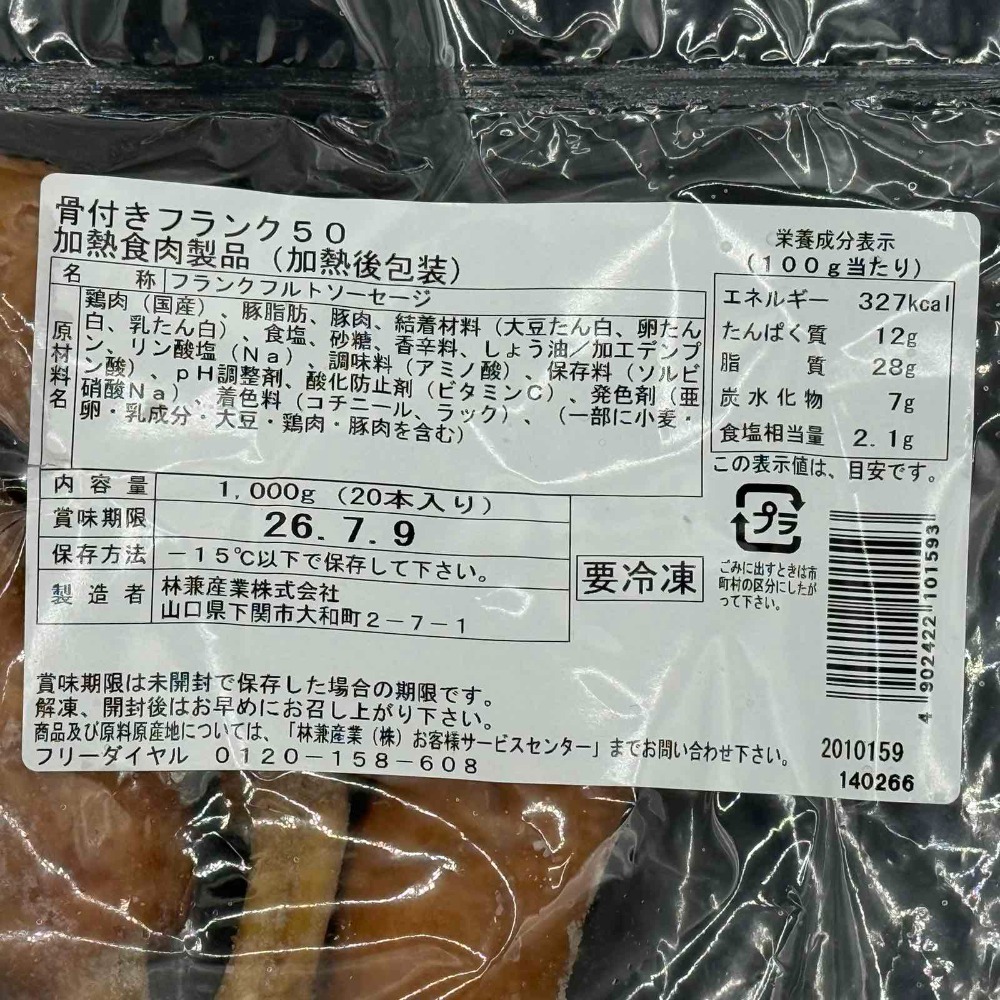 骨付きフランク50
加熱食肉製品（加熱後包装）
名称 フランクフルトソーセージ
原材料名
鶏肉（国産）、豚脂肪、豚肉、結着材料（大豆たん白、卵たん
白、乳たん白）、食塩、砂糖、香辛料、しょう油／加工デンプ
ン、リン酸塩（Na）、調味料（アミノ酸）、保存料（ソルビ
ン酸）、pH調整剤、酸化防止剤（ビタミンC）、発色剤（亜
硝酸Na）、着色料（コチニール、ラック）、（一部に小麦・
卵・乳成分・大豆・鶏肉・豚肉を含む）
内容量 1,000g（20本入り）
賞味期限 26.7.9
保存方法 －15℃以下で保存して下さい。
製造者 林兼産業株式会社
山口県下関市大和町2－7－1
要冷凍
栄養成分表示
（100g当たり）
エネルギー 327kcal
たんぱく質 12g
脂質 28g
炭水化物 7g
食塩相当量 2.1g
この表示値は、目安です。
プラ
ごみに出すときは市
町村の区分にしたが
って下さい。
4902422101593
賞味期限は未開封で保存した場合の期限です。
解凍、開封後はお早めにお召し上がり下さい。
商品及び原料原産地については、「林兼産業（株）お客様サービスセンター」までお問い合わせ下さい。
フリーダイヤル 0120－158－608
2010159
140266